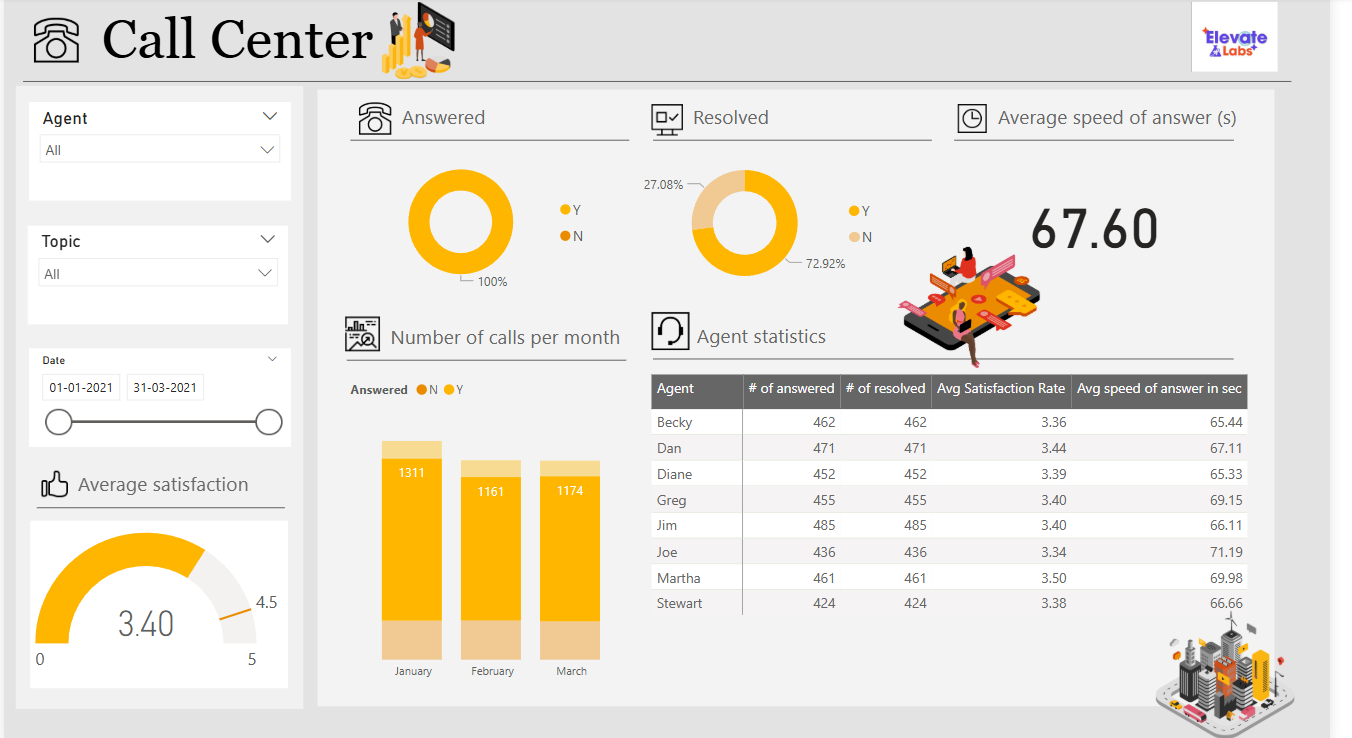 Call Center
Elevate
Labs
Agent
All
Topic
All
Date
01-01-2021 31-03-2021
Average satisfaction
4.5
3.40
0 5
Answered
Y
N
100%
Resolved
27.08%
Y
N
72.92%
Average speed of answer (s)
67.60
Number of calls per month
Answered N Y
1311 1161 1174
January February March
Agent statistics
Agent # of answered # of resolved Avg Satisfaction Rate Avg speed of answer in sec
Becky 462 462 3.36 65.44
Dan 471 471 3.44 67.11
Diane 452 452 3.39 65.33
Greg 455 455 3.40 69.15
Jim 485 485 3.40 66.11
Joe 436 436 3.34 71.19
Martha 461 461 3.50 69.98
Stewart 424 424 3.38 66.66